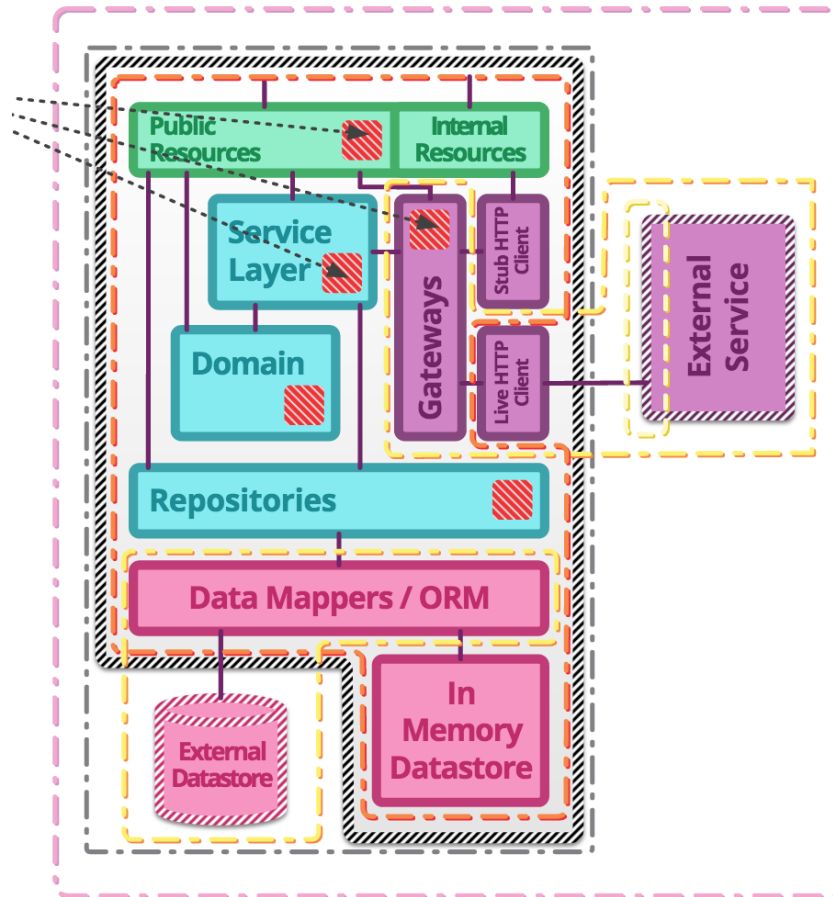 Public
Resources
Internal
Resources
Service
Layer
Stub HTTP
Client
Gateways
External
Service
Domain
Live HTTP
Client
Repositories
Data Mappers / ORM
In
Memory
Datastore
External
Datastore